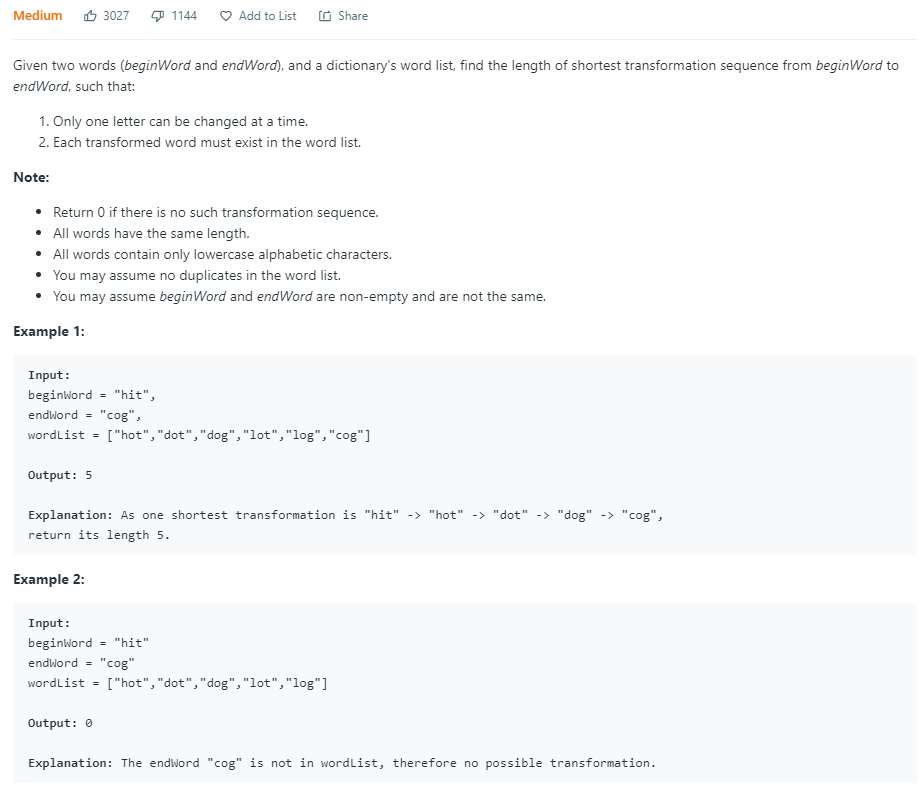 Medium 3027 1144 Add to List Share
Given two words (beginWord and endWord), and a dictionary's word list, find the length of shortest transformation sequence from beginWord to
endWord, such that:
1. Only one letter can be changed at a time.
2. Each transformed word must exist in the word list.
Note:
• Return 0 if there is no such transformation sequence.
• All words have the same length.
• All words contain only lowercase alphabetic characters.
• You may assume no duplicates in the word list.
• You may assume beginWord and endWord are non-empty and are not the same.
Example 1:
Input:
beginWord = "hit",
endWord = "cog",
wordList = ["hot","dot","dog","lot","log","cog"]
Output: 5
Explanation: As one shortest transformation is "hit" -> "hot" -> "dot" -> "dog" -> "cog",
return its length 5.
Example 2:
Input:
beginWord = "hit"
endWord = "cog"
wordList = ["hot","dot","dog","lot","log"]
Output: 0
Explanation: The endWord "cog" is not in wordList, therefore no possible transformation.